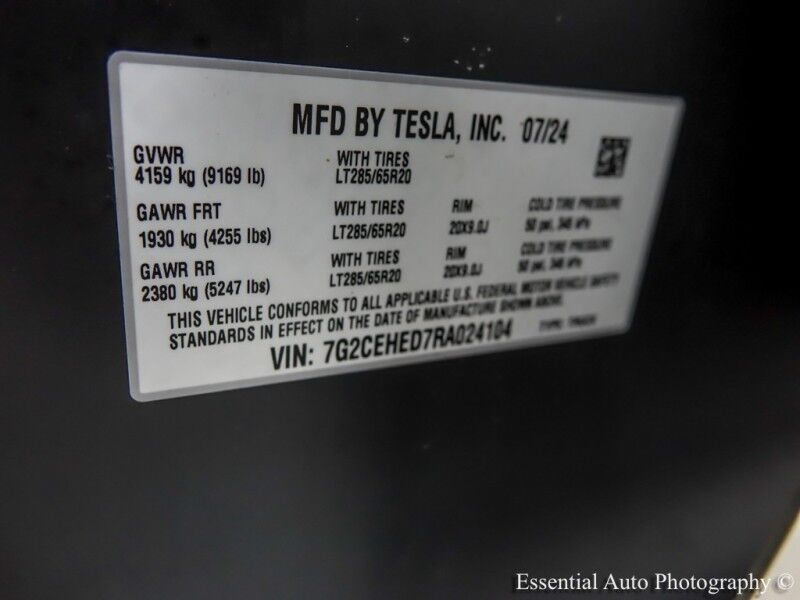 MFD BY TESLA, INC. 07/24
GVWR WITH TIRES
4159 kg (9169 lb) LT285/65R20
GAWR FRT WITH TIRES RIM COLD TIRE PRESSURE
1930 kg (4255 lbs) LT285/65R20 20X9.0J 50 psi, 348 kPa
GAWR RR WITH TIRES RIM COLD TIRE PRESSURE
2380 kg (5247 lbs) LT285/65R20 20X9.0J 50 psi, 348 kPa
THIS VEHICLE CONFORMS TO ALL APPLICABLE U.S. FEDERAL MOTOR VEHICLE SAFETY
STANDARDS IN EFFECT ON THE DATE OF MANUFACTURE SHOWN ABOVE.
VIN: 7G2CEHED7RA024104 TYPE: TRUCK
Essential Auto Photography ©